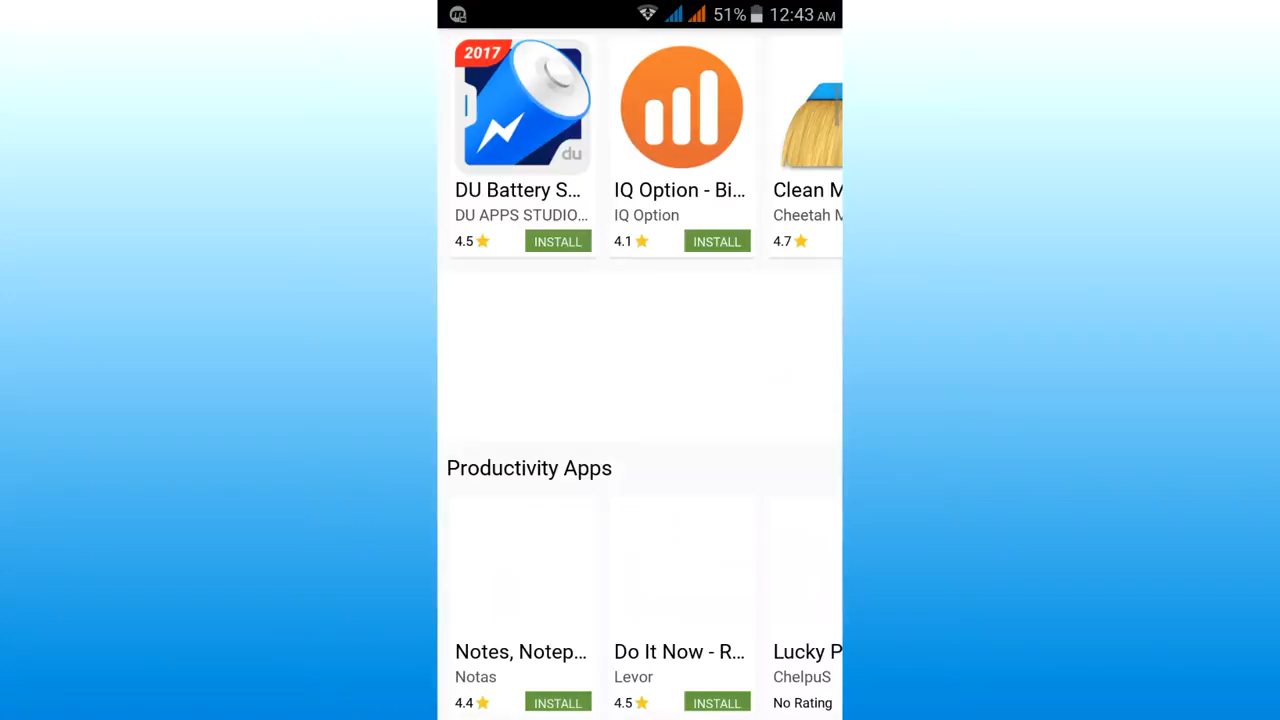 51% 12:43 AM
2017
du
DU Battery S... IQ Option - Bi... Clean M
DU APPS STUDIO... IQ Option Cheetah M
4.5 INSTALL 4.1 INSTALL 4.7
Productivity Apps
Notes, Notep... Do It Now - R... Lucky P
Notas Levor ChelpuS
4.4 INSTALL 4.5 INSTALL No Rating